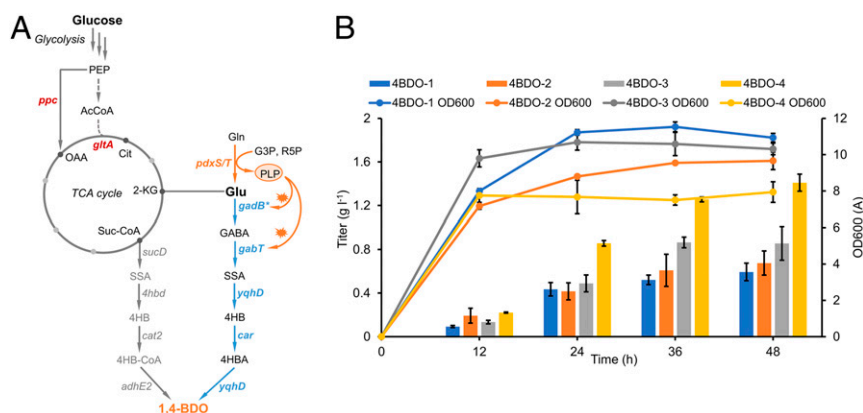 A
Glucose
Glycolysis
PEP
ppc
AcCoA
gltA
OAA
Cit
TCA cycle
2-KG
Suc-CoA
sucD
SSA
4hbd
4HB
cat2
4HB-CoA
adhE2
1.4-BDO
Gln
G3P, R5P
pdxS/T
PLP
Glu
gadB*
GABA
gabT
SSA
yqhD
4HB
car
4HBA
yqhD
B
4BDO-1 4BDO-2 4BDO-3 4BDO-4
4BDO-1 OD600 4BDO-2 OD600 4BDO-3 OD600 4BDO-4 OD600
Titer (g l-1)
2
1.6
1.2
0.8
0.4
0
12
10
8
6
4
2
0
OD600 (A)
0 12 24 36 48
Time (h)